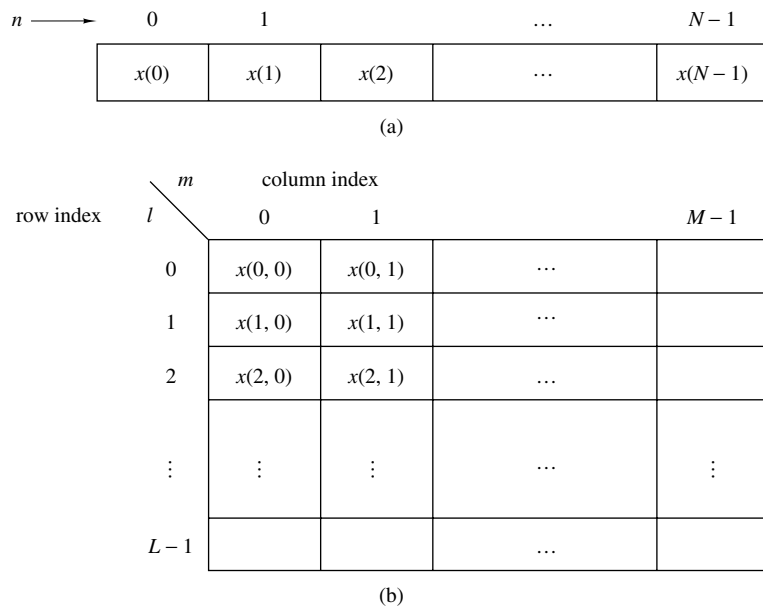 n 0 1 … N − 1
x(0) x(1) x(2) … x(N − 1)
(a)
m column index
row index l 0 1 M − 1
0 x(0, 0) x(0, 1) …
1 x(1, 0) x(1, 1) …
2 x(2, 0) x(2, 1) …
⋮ ⋮ ⋮ … ⋮
L − 1 …
(b)